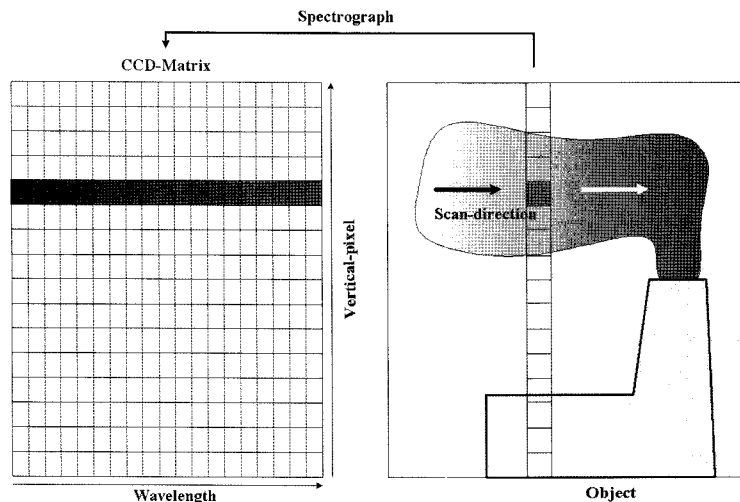 Spectrograph
CCD-Matrix
Vertical-pixel
Scan-direction
Wavelength
Object